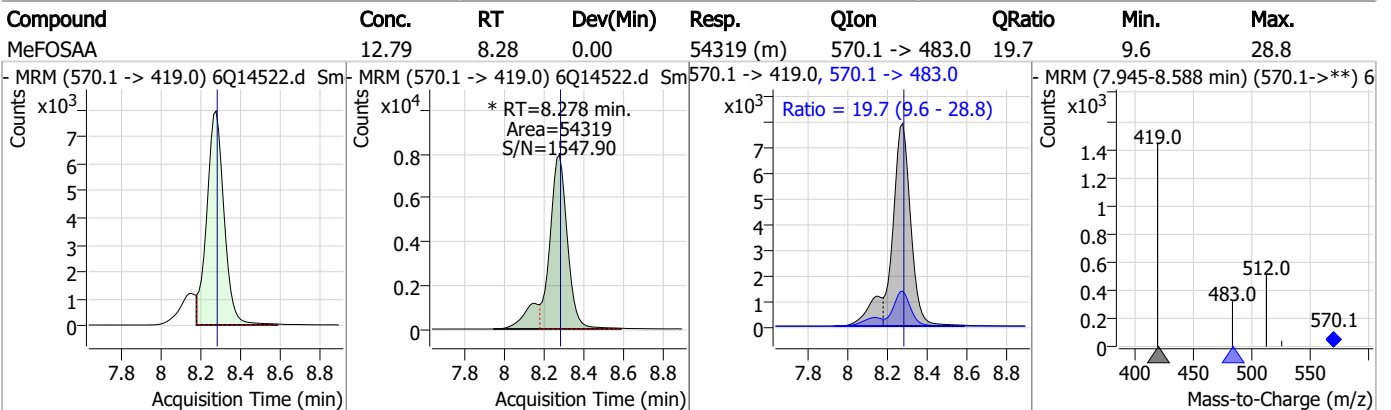 Compound Conc. RT Dev(Min) Resp. QIon QRatio Min. Max.
MeFOSAA 12.79 8.28 0.00 54319 (m) 570.1 -> 483.0 19.7 9.6 28.8
- MRM (570.1 -> 419.0) 6Q14522.d Sm
Counts
x10³
7
6
5
4
3
2
1
0
7.8 8 8.2 8.4 8.6 8.8
Acquisition Time (min)
- MRM (570.1 -> 419.0) 6Q14522.d Sm
Counts
x10⁴
* RT=8.278 min.
Area=54319
S/N=1547.90
0.8
0.6
0.4
0.2
0
7.8 8 8.2 8.4 8.6 8.8
Acquisition Time (min)
570.1 -> 419.0, 570.1 -> 483.0
Counts
x10³
Ratio = 19.7 (9.6 - 28.8)
7
6
5
4
3
2
1
0
7.8 8 8.2 8.4 8.6 8.8
Acquisition Time (min)
- MRM (7.945-8.588 min) (570.1->**) 6
Counts
x10³
419.0
1.4
1.2
1
0.8
0.6
512.0
0.4
483.0
0.2
570.1
0
400 450 500 550
Mass-to-Charge (m/z)